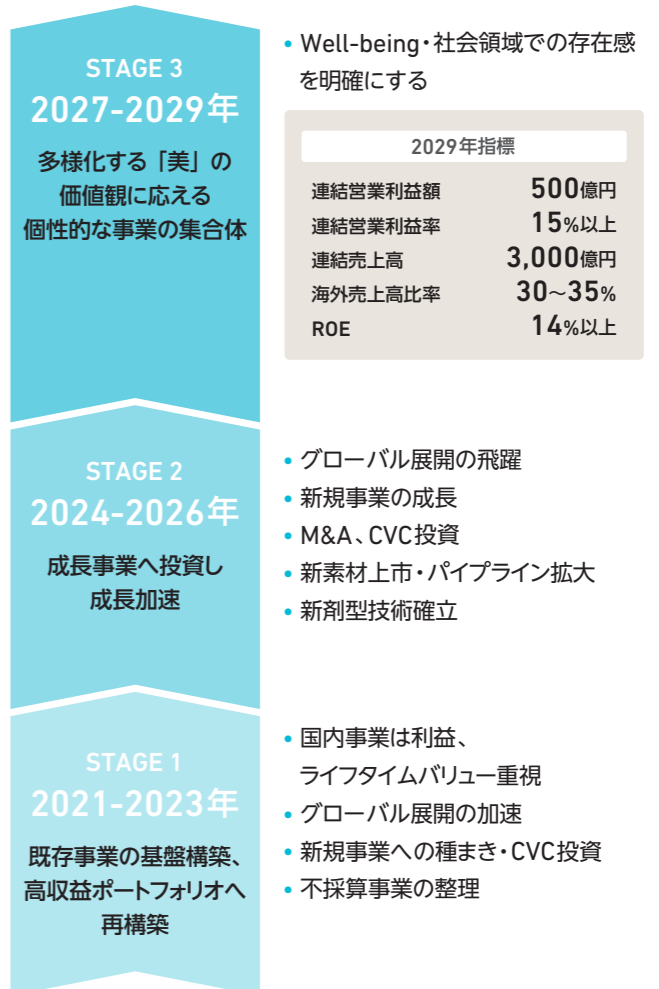 STAGE 3
2027-2029年
多様化する「美」の
価値観に応える
個性的な事業の集合体
• Well-being・社会領域での存在感
を明確にする
2029年指標
連結営業利益額 500億円
連結営業利益率 15%以上
連結売上高 3,000億円
海外売上高比率 30～35%
ROE 14%以上
STAGE 2
2024-2026年
成長事業へ投資し
成長加速
• グローバル展開の飛躍
• 新規事業の成長
• M&A、CVC投資
• 新素材上市・パイプライン拡大
• 新剤型技術確立
STAGE 1
2021-2023年
既存事業の基盤構築、
高収益ポートフォリオへ
再構築
• 国内事業は利益、
ライフタイムバリュー重視
• グローバル展開の加速
• 新規事業への種まき・CVC投資
• 不採算事業の整理